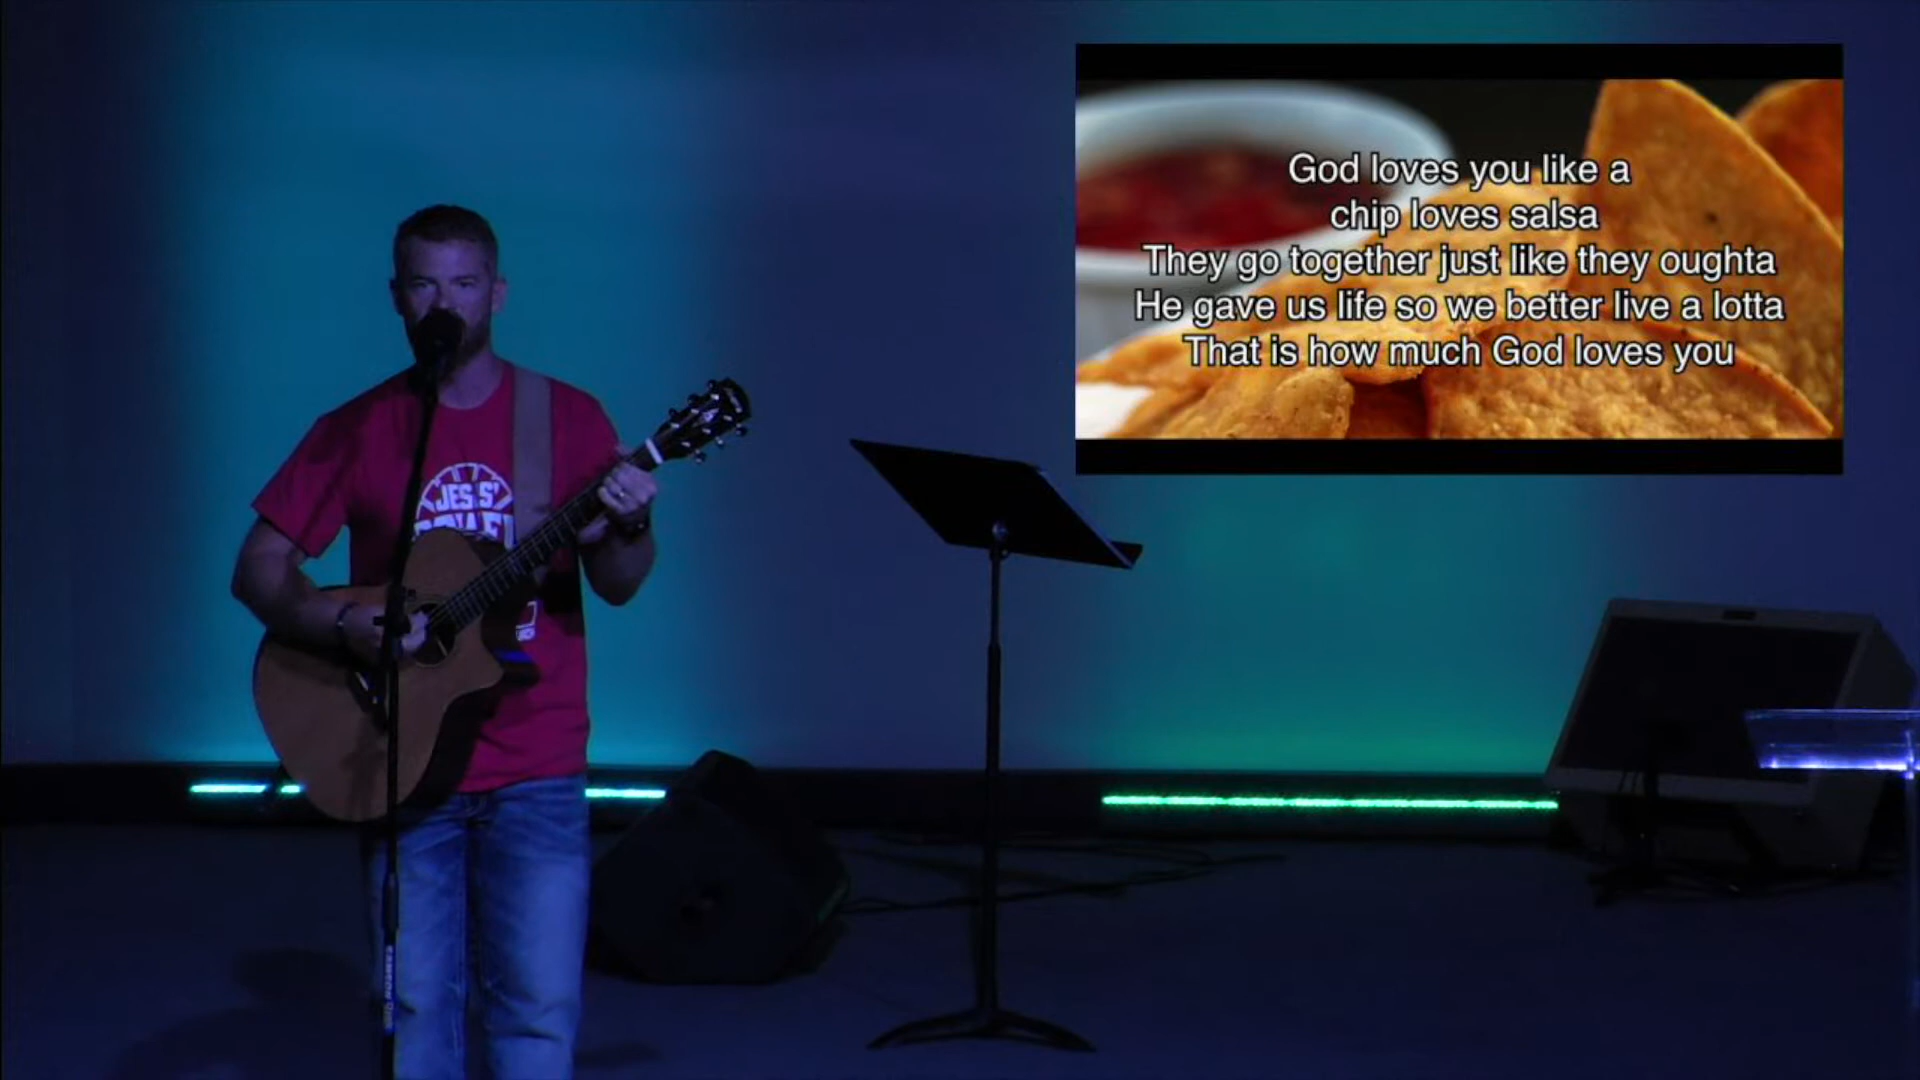 God loves you like a
chip loves salsa
They go together just like they oughta
He gave us life so we better live a lotta
That is how much God loves you